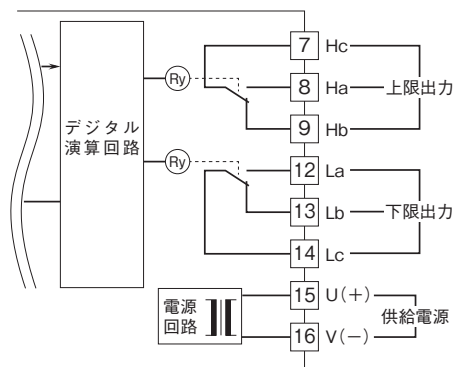 デジタル
演算回路
Ry
Ry
7 Hc
8 Ha
9 Hb
上限出力
12 La
13 Lb
14 Lc
下限出力
電源
回路
15 U(+)
16 V(−)
供給電源